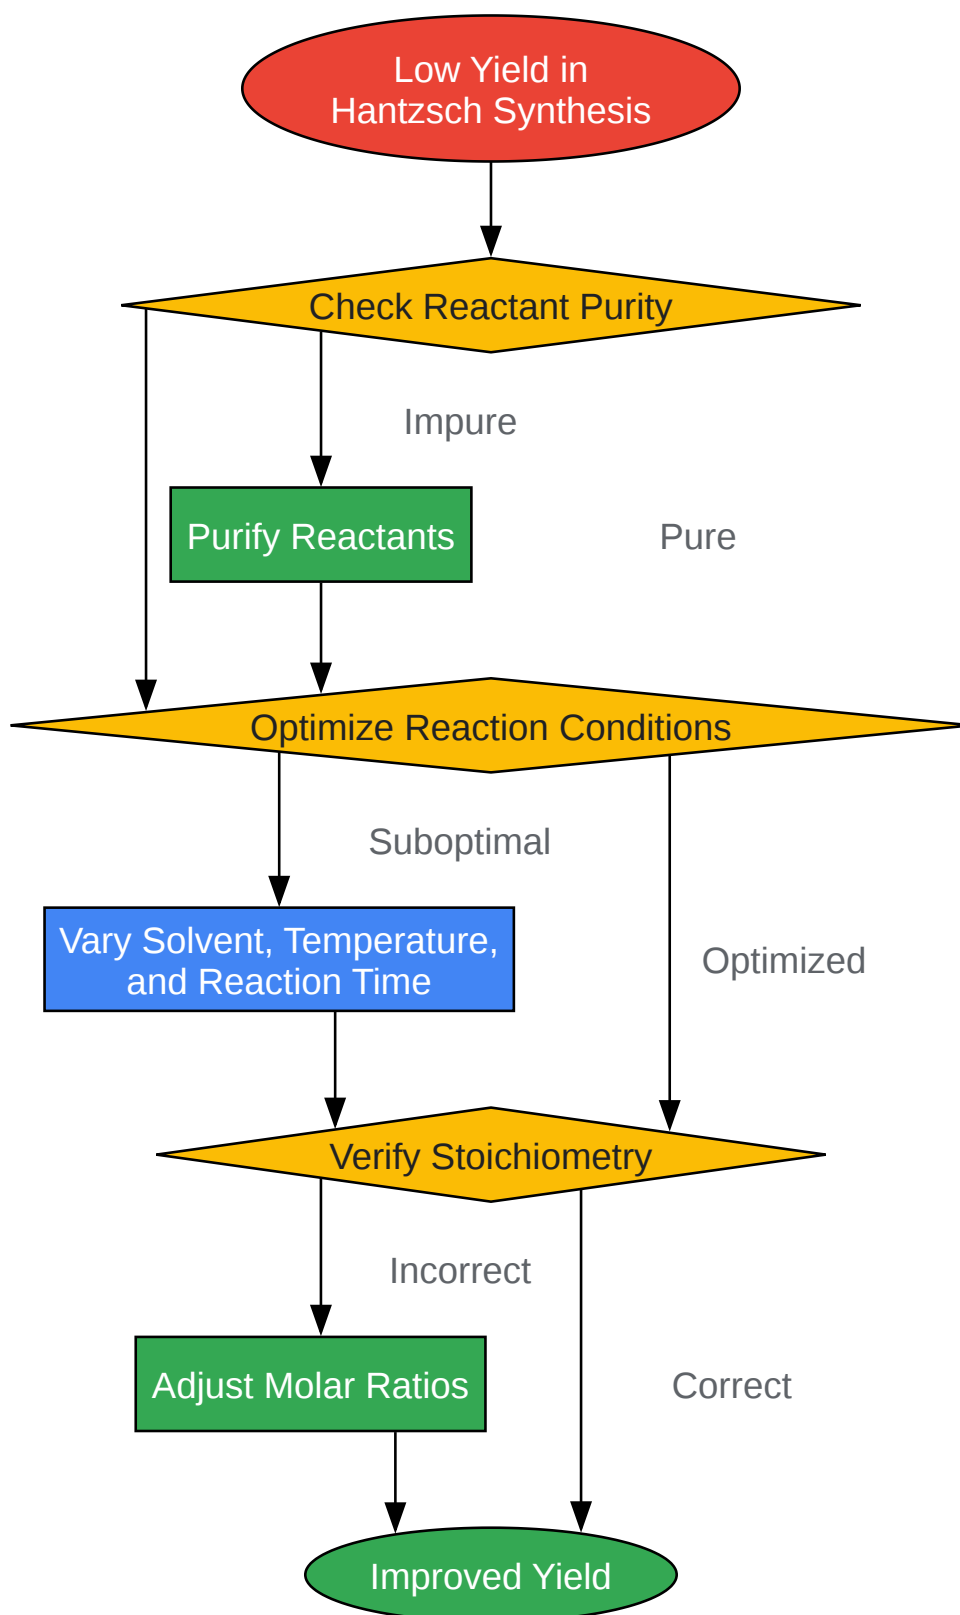 Low Yield in
Hantzsch Synthesis
Check Reactant Purity
Impure
Purify Reactants
Pure
Optimize Reaction Conditions
Suboptimal
Vary Solvent, Temperature,
and Reaction Time
Optimized
Verify Stoichiometry
Incorrect
Adjust Molar Ratios
Correct
Improved Yield